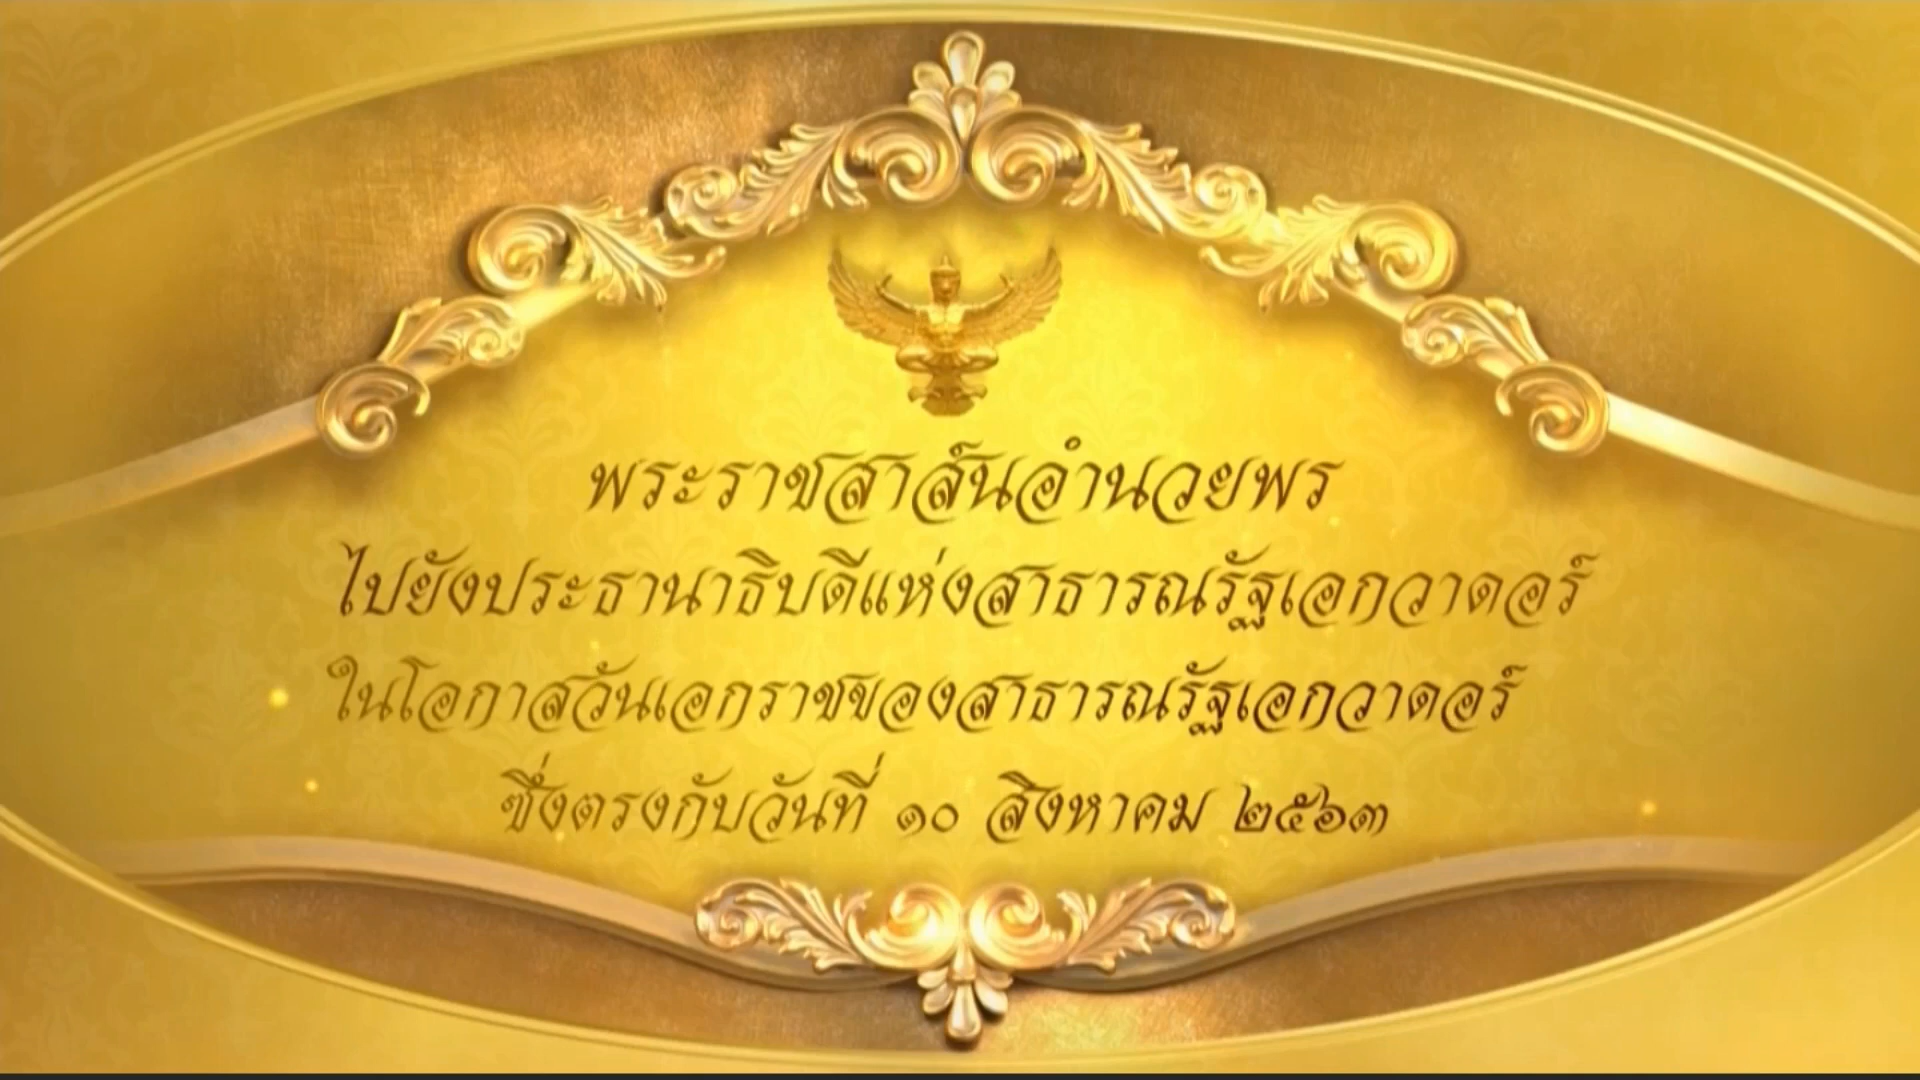 พระราชสาส์นอำนวยพร
ไปยังประธานาธิบดีแห่งสาธารณรัฐเอกวาดอร์
ในโอกาสวันเอกราชของสาธารณรัฐเอกวาดอร์
ซึ่งตรงกับวันที่ ๑๐ สิงหาคม ๒๕๖๓